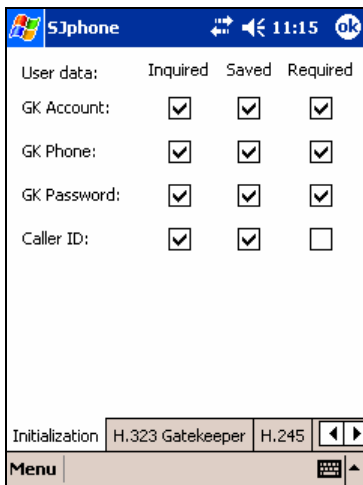 SJphone 11:15 ok
User data: Inquired Saved Required
GK Account:
GK Phone:
GK Password:
Caller ID:
Initialization H.323 Gatekeeper H.245
Menu